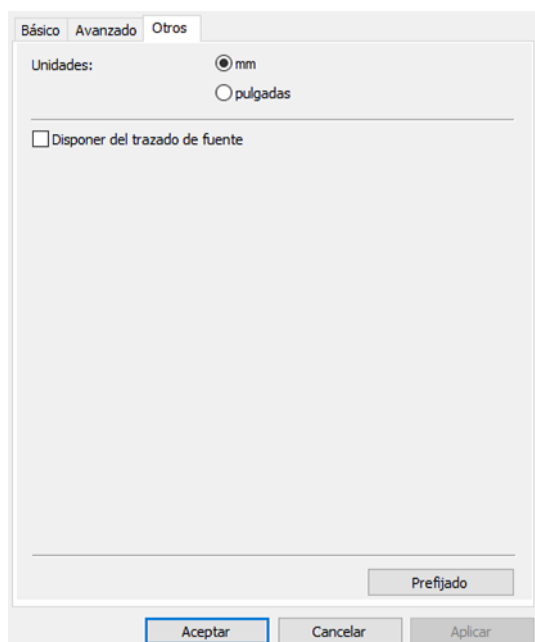 Básico Avanzado Otros
Unidades: mm
pulgadas
Disponer del trazado de fuente
Prefijado
Aceptar Cancelar Aplicar